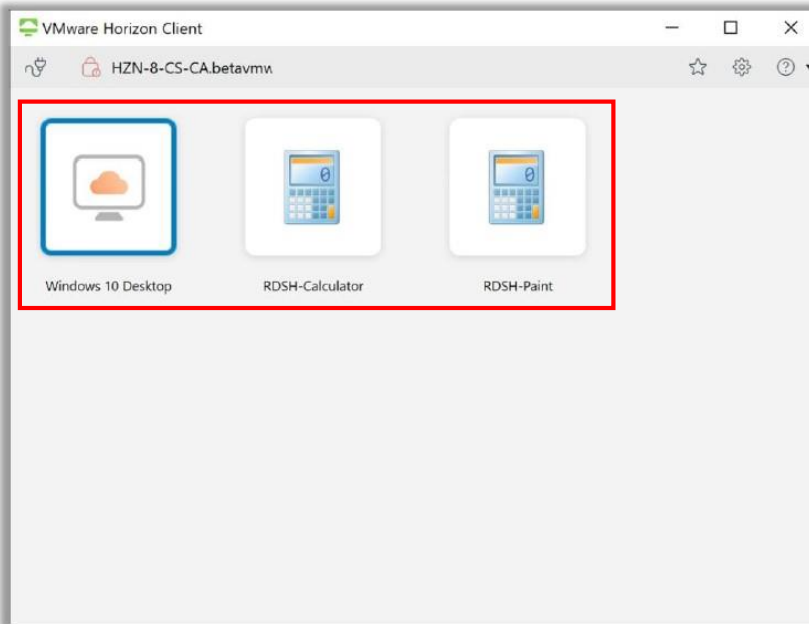 VMware Horizon Client
HZN-8-CS-CA.betavmw
Windows 10 Desktop
RDSH-Calculator
RDSH-Paint
0
0